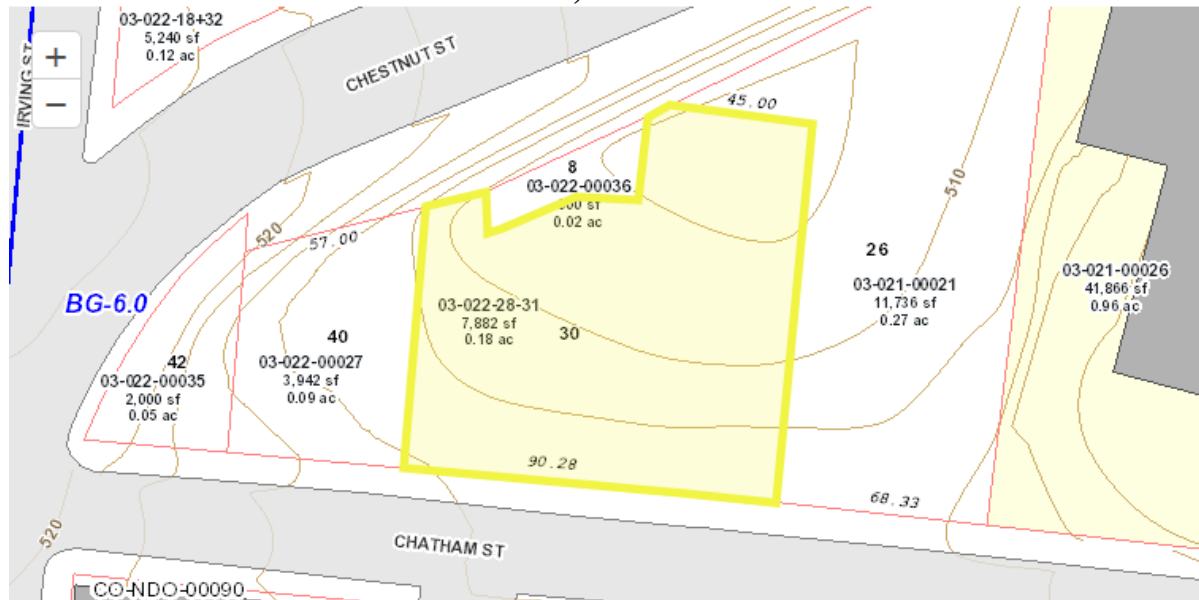 03-022-18+32
5,240 sf
0.12 ac
+
−
IRVING ST
CHESTNUT ST
45.00
8
03-022-00036
0.02 ac
520
57.00
510
26
03-021-00021
11,736 sf
0.27 ac
03-021-00026
41,866 sf
0.96 ac
BG-6.0
03-022-28-31
7,882 sf
0.18 ac
30
40
03-022-00027
3,942 sf
0.09 ac
42
03-022-00035
2,000 sf
0.05 ac
90.28
68.33
520
CHATHAM ST
CO-NDO-00090